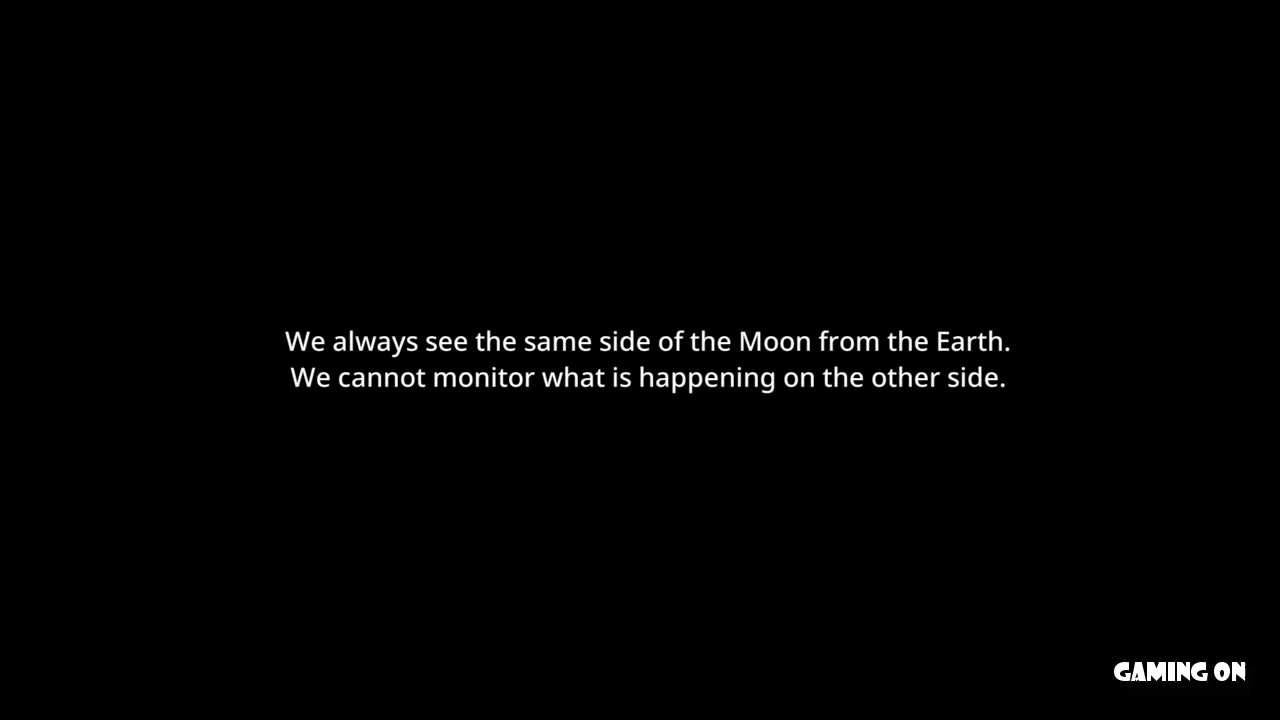 We always see the same side of the Moon from the Earth.
We cannot monitor what is happening on the other side.
GAMING ON